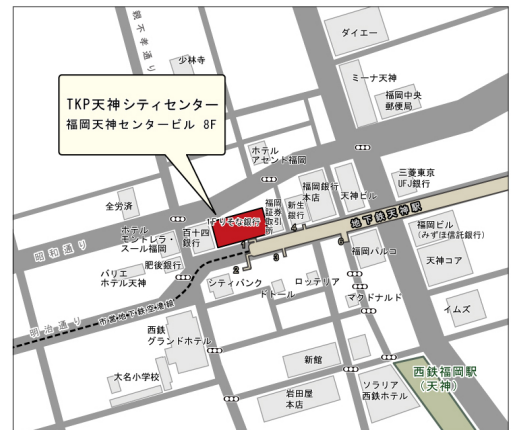 親不孝通り
少林寺
ダイエー
ミーナ天神
福岡中央
郵便局
TKP天神シティセンター
福岡天神センタービル 8F
ホテル
アセンド福岡
三菱東京
UFJ銀行
全労済
1F りそな銀行
福岡
証券
取引
所
新生
銀行
福岡銀行
本店
天神ビル
地下鉄天神駅
昭和通り
ホテル
モントレラ・
スール福岡
百十四
銀行
肥後銀行
1
2
3
4
6
福岡パルコ
福岡ビル
(みずほ信託銀行)
天神コア
バリエ
ホテル天神
シティバンク
ドトール
ロッテリア
マクドナルド
イムズ
明治通り
市営地下鉄空港線
西鉄
グランドホテル
大名小学校
新館
岩田屋
本店
ソラリア
西鉄ホテル
西鉄福岡駅
(天神)